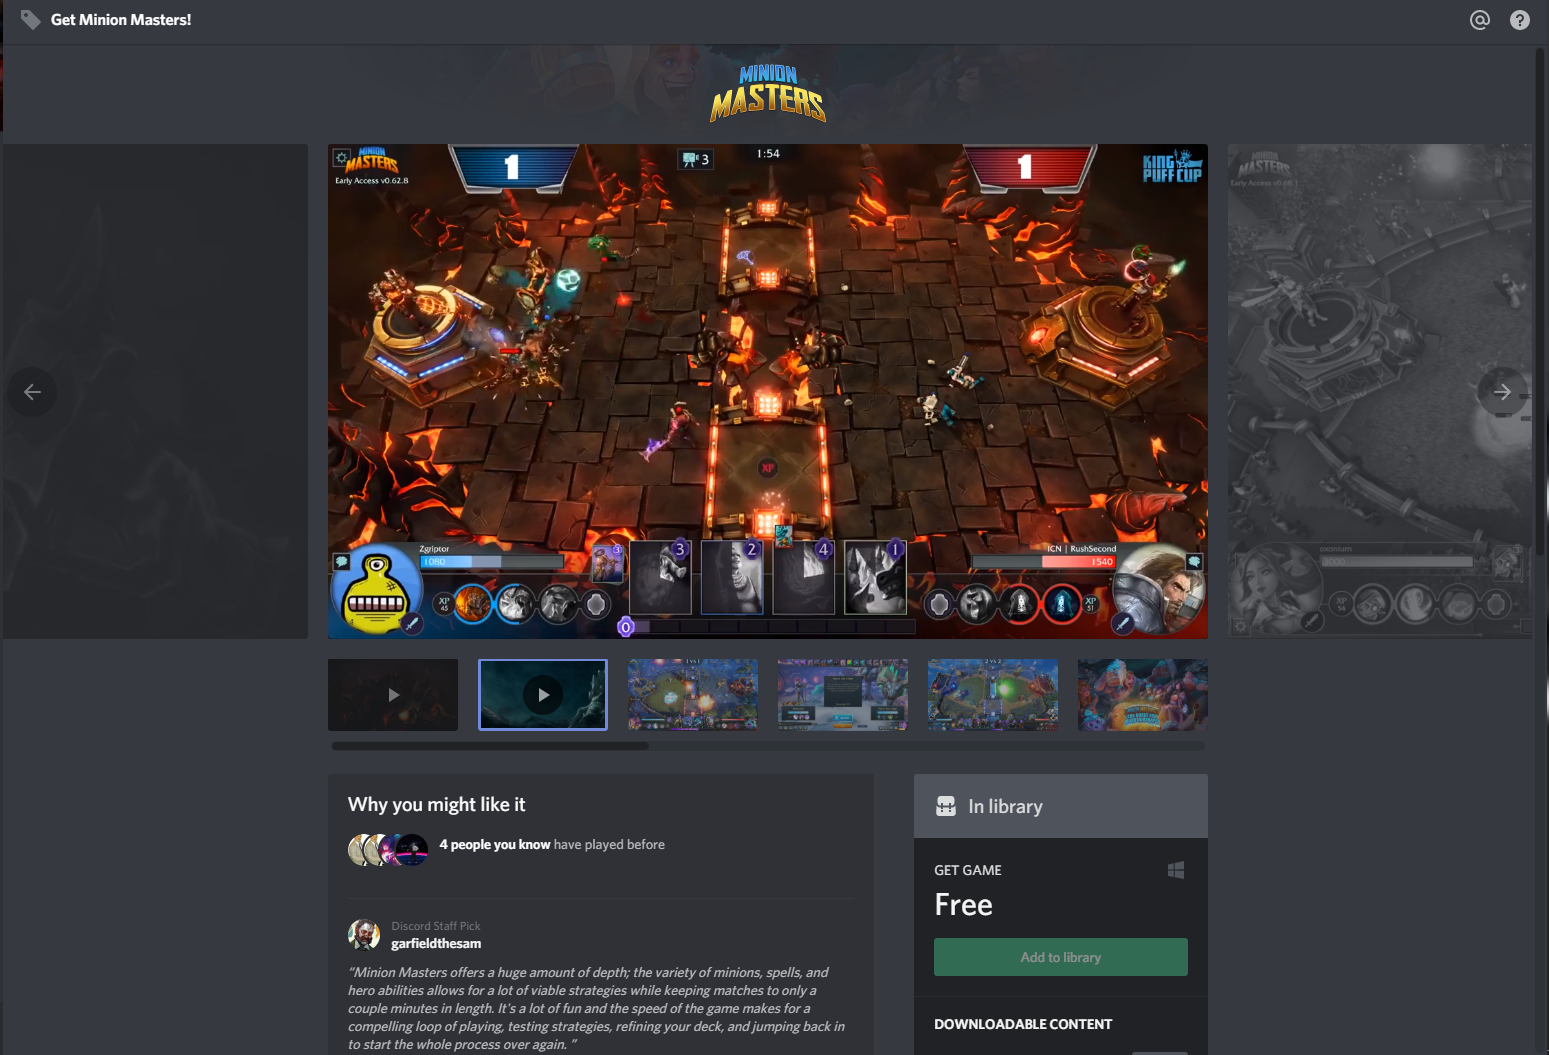 Get Minion Masters!
MINION
MASTERS
MINION
MASTERS
Early Access v0.62.8
1
3
1:54
1
KING
PUFF CUP
XP
Zgriptor
1080
3
3
2
4
1
ICN | RushSecond
1540
XP
45
XP
51
0
Why you might like it
4 people you know have played before
Discord Staff Pick
garfieldthesam
"Minion Masters offers a huge amount of depth; the variety of minions, spells, and
hero abilities allows for a lot of viable strategies while keeping matches to only a
couple minutes in length. It's a lot of fun and the speed of the game makes for a
compelling loop of playing, testing strategies, refining your deck, and jumping back in
to start the whole process over again. "
In library
GET GAME
Free
Add to library
DOWNLOADABLE CONTENT